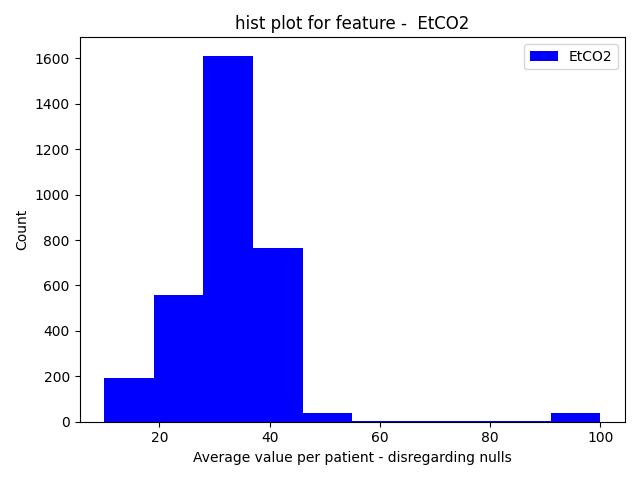 hist plot for feature -  EtCO2
EtCO2
1600
1400
1200
1000
800
600
400
200
0
Count
20 40 60 80 100
Average value per patient - disregarding nulls